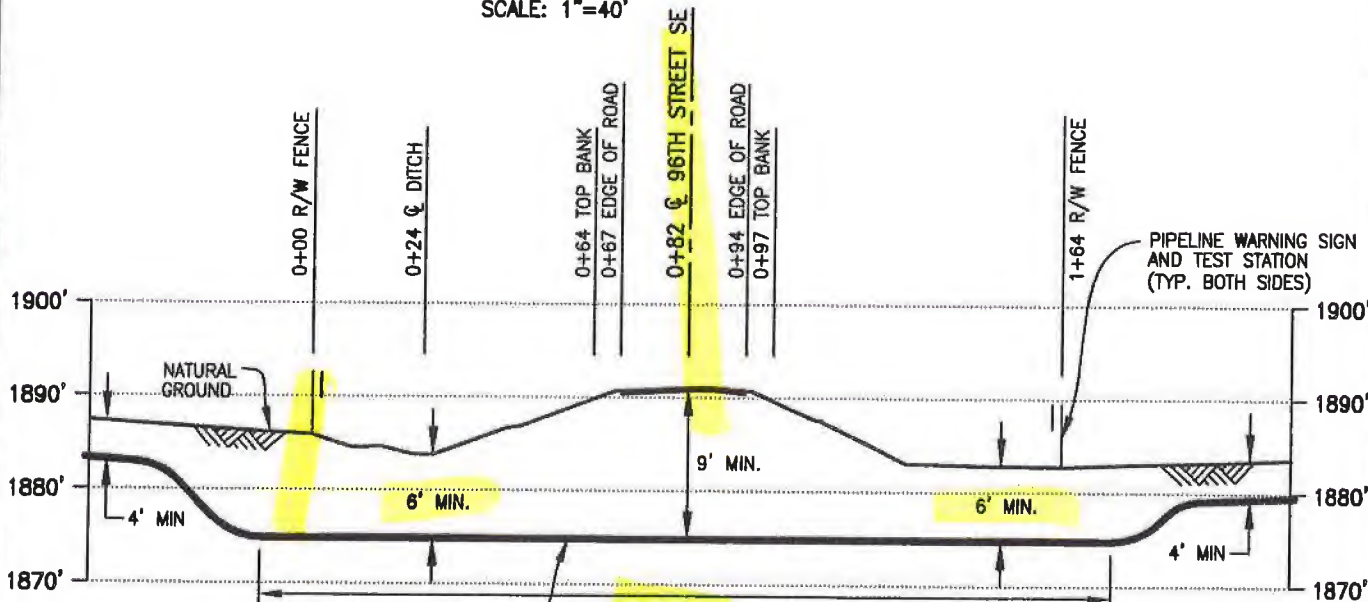 SCALE: 1"=40'
0+00 R/W FENCE
0+24 ℄ DITCH
0+64 TOP BANK
0+67 EDGE OF ROAD
0+82 ℄ 96TH STREET SE
0+94 EDGE OF ROAD
0+97 TOP BANK
1+64 R/W FENCE
PIPELINE WARNING SIGN
AND TEST STATION
(TYP. BOTH SIDES)
1900'
1900'
NATURAL
GROUND
1890'
1890'
9' MIN.
1880'
6' MIN.
6' MIN.
1880'
4' MIN
4' MIN
1870'
1870'